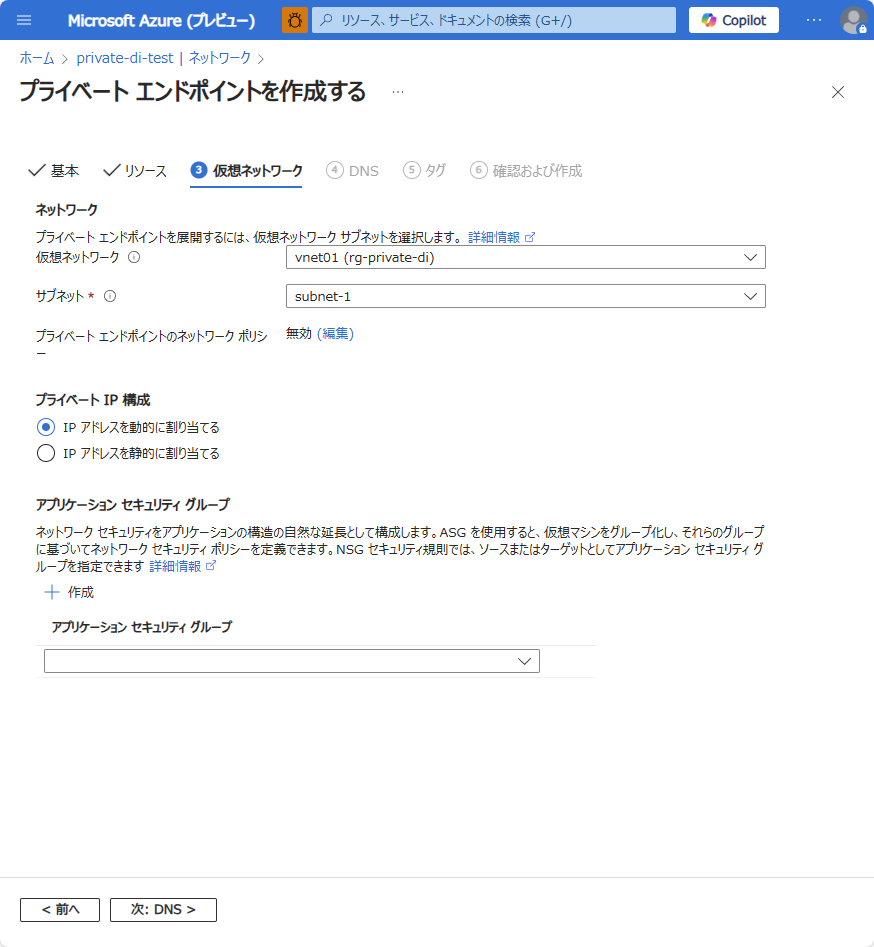 Microsoft Azure (プレビュー)
リソース、サービス、ドキュメントの検索 (G+/)
Copilot
ホーム > private-di-test | ネットワーク >
プライベート エンドポイントを作成する
基本 リソース 3 仮想ネットワーク 4 DNS 5 タグ 6 確認および作成
ネットワーク
プライベート エンドポイントを展開するには、仮想ネットワーク サブネットを選択します。 詳細情報
仮想ネットワーク vnet01 (rg-private-di)
サブネット * subnet-1
プライベート エンドポイントのネットワーク ポリシ 無効 (編集)
ー
プライベート IP 構成
IP アドレスを動的に割り当てる
IP アドレスを静的に割り当てる
アプリケーション セキュリティ グループ
ネットワーク セキュリティをアプリケーションの構造の自然な延長として構成します。ASG を使用すると、仮想マシンをグループ化し、それらのグループ
に基づいてネットワーク セキュリティ ポリシーを定義できます。NSG セキュリティ規則では、ソースまたはターゲットとしてアプリケーション セキュリティ グ
ループを指定できます 詳細情報
作成
アプリケーション セキュリティ グループ
< 前へ 次: DNS >